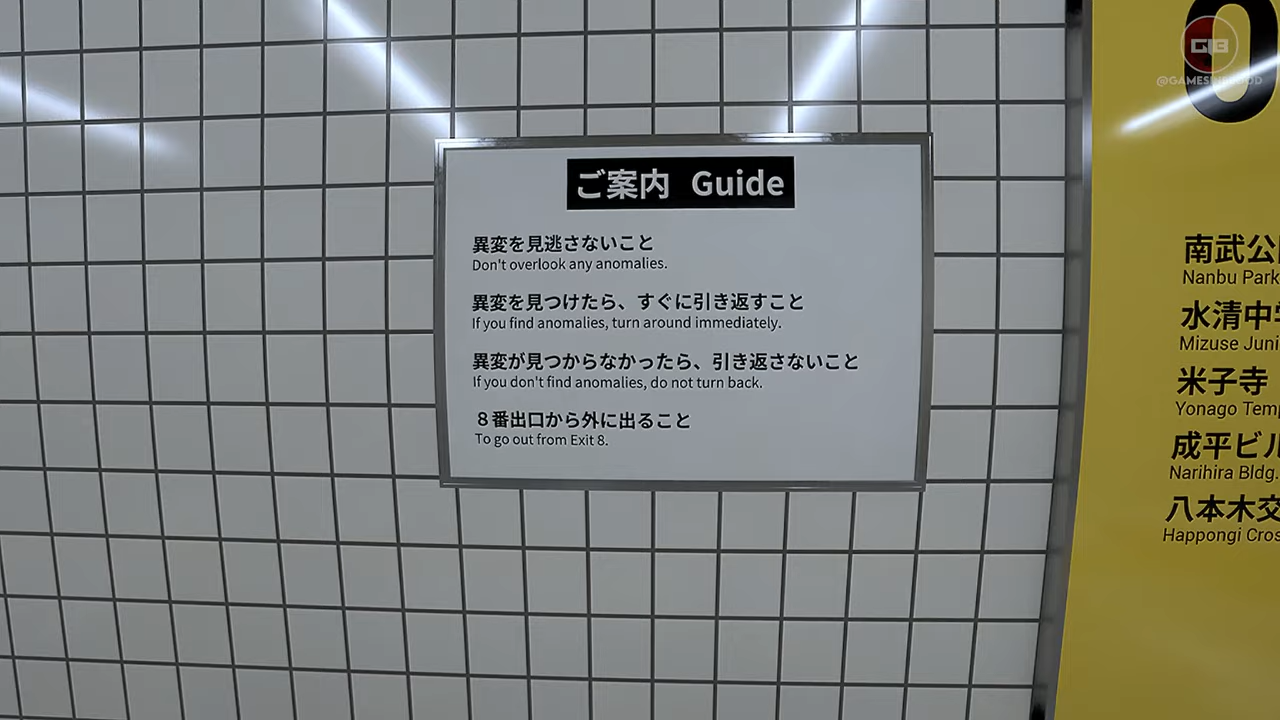 ご案内 Guide
異変を見逃さないこと
Don't overlook any anomalies.
異変を見つけたら、すぐに引き返すこと
If you find anomalies, turn around immediately.
異変が見つからなかったら、引き返さないこと
If you don't find anomalies, do not turn back.
８番出口から外に出ること
To go out from Exit 8.
0
GB
南武公
Nanbu Park
水清中
Mizuse Juni
米子寺
Yonago Temp
成平ビル
Narihira Bldg.
八本木交
Happongi Cros